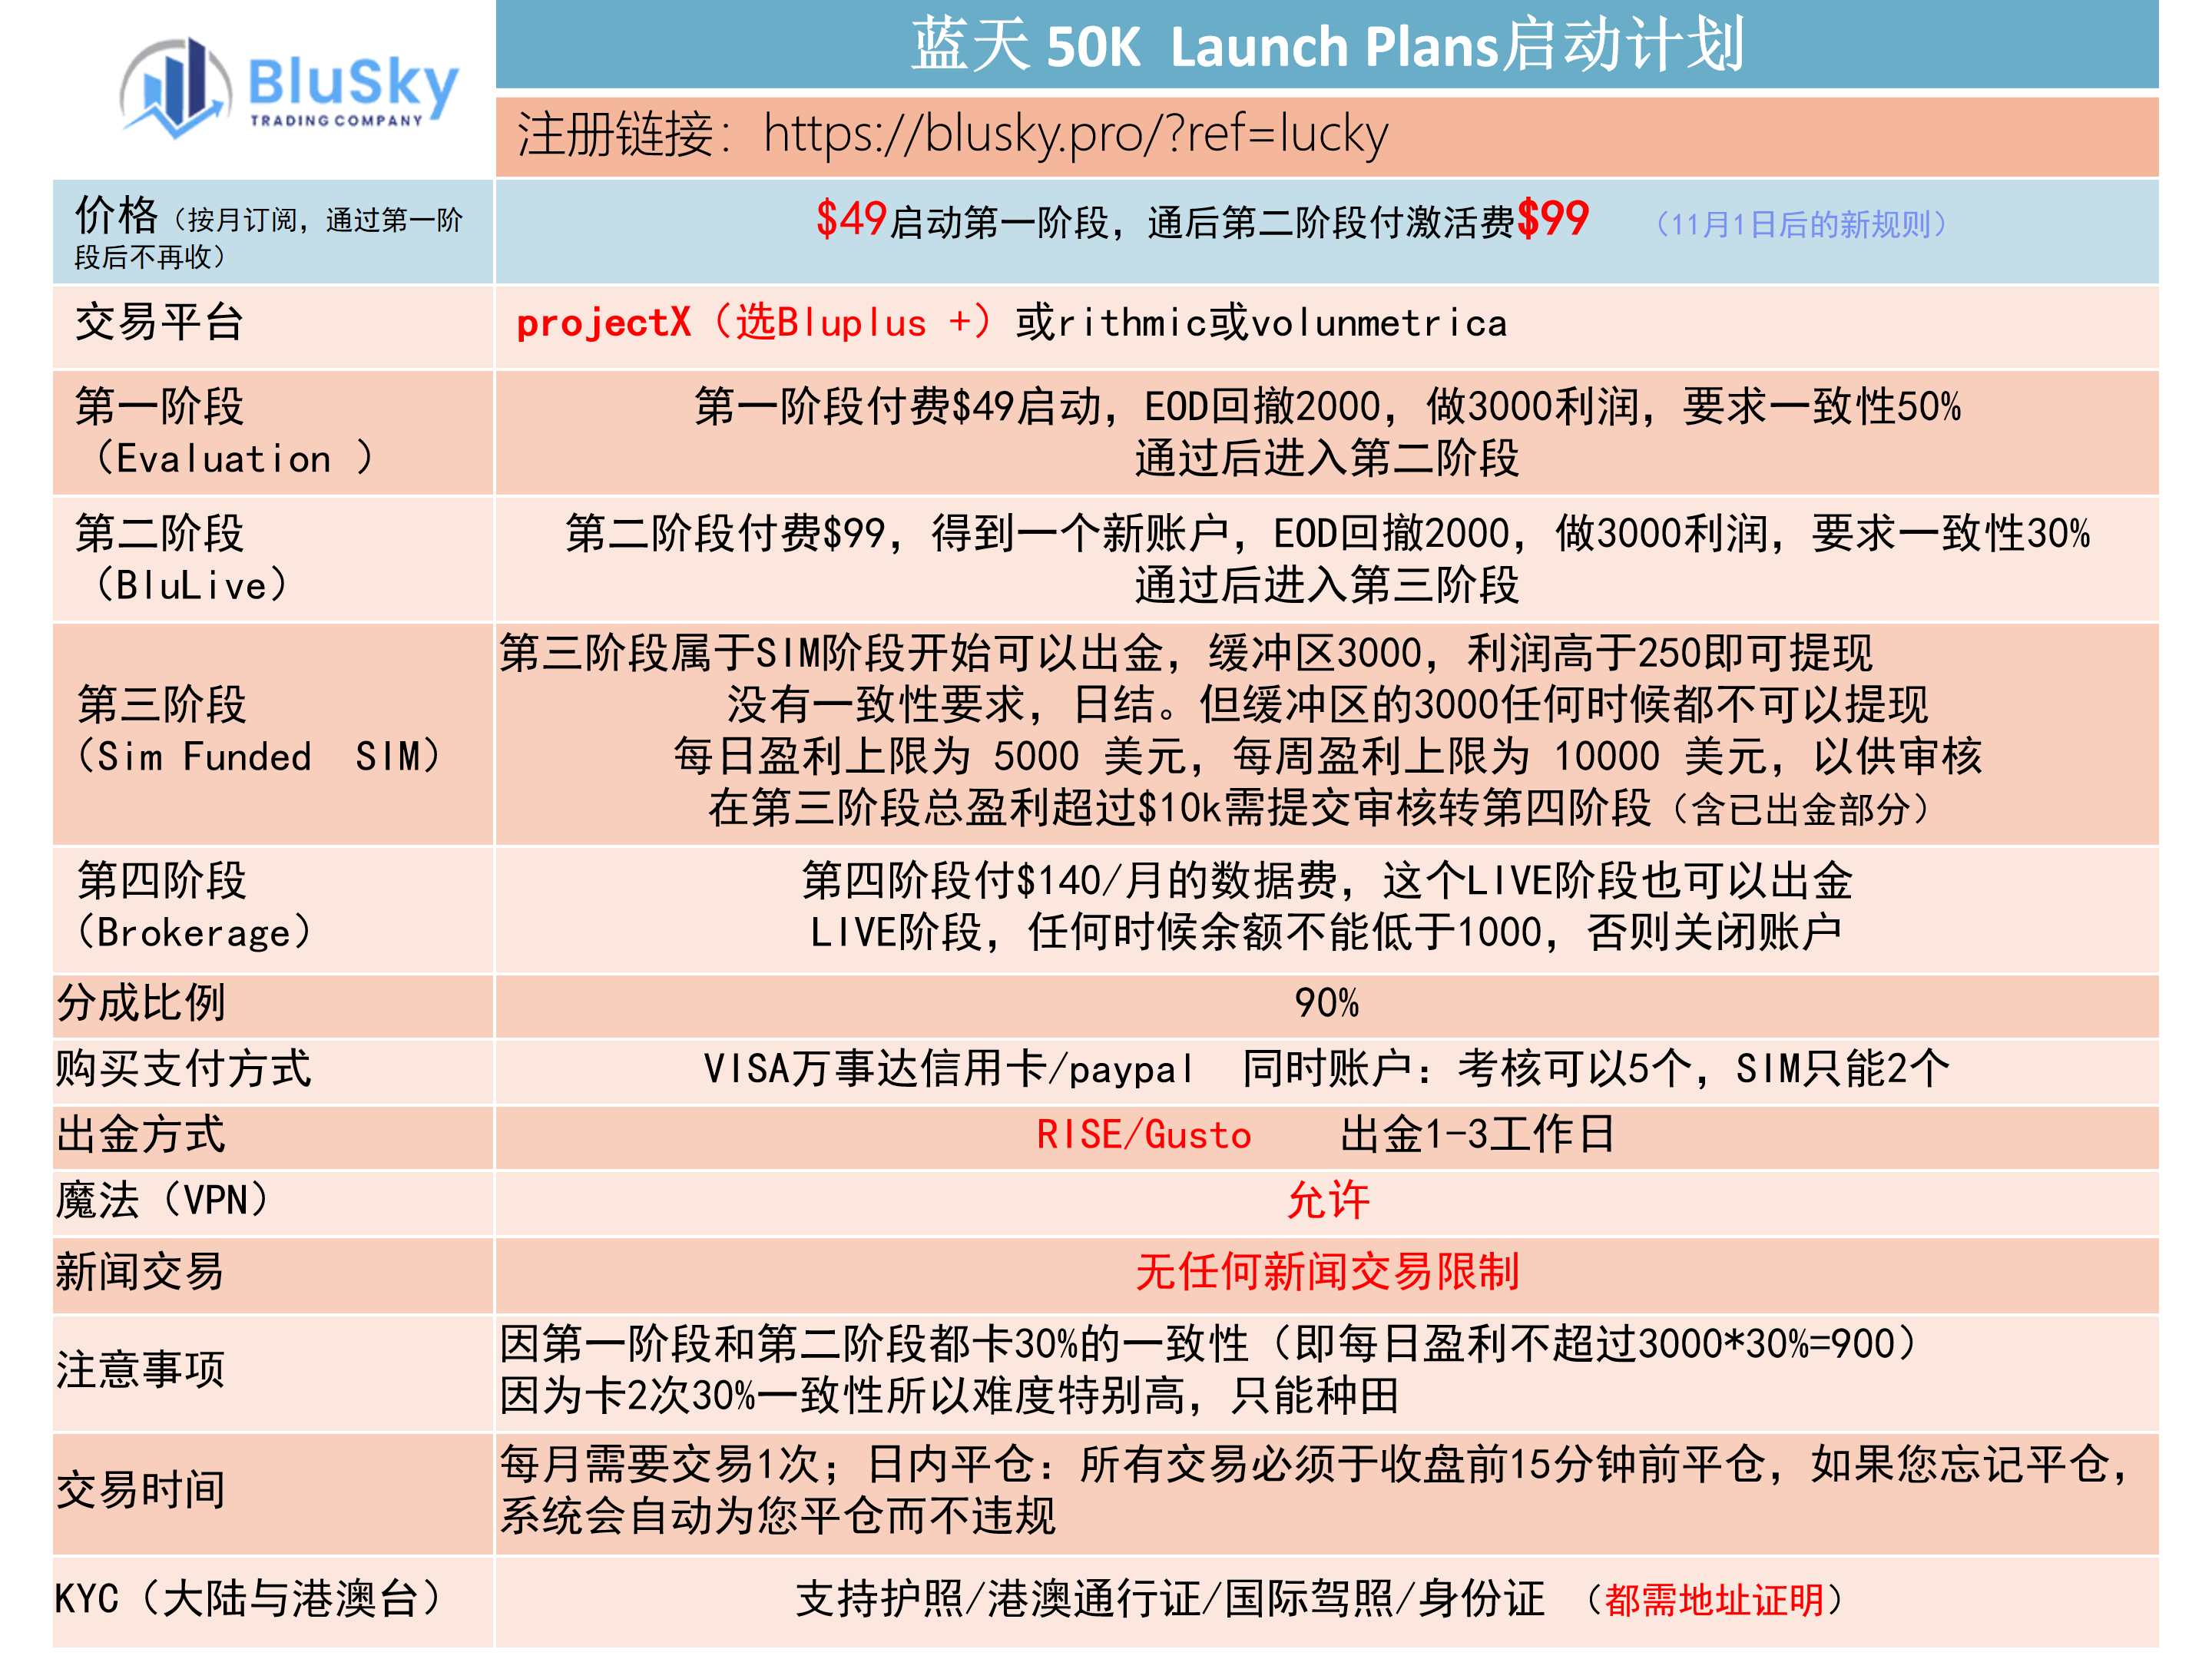 BluSky
TRADING COMPANY
蓝天 50K  Launch Plans启动计划
注册链接：https://blusky.pro/?ref=lucky
价格（按月订阅，通过第一阶
段后不再收）
$49启动第一阶段，通后第二阶段付激活费$99 （11月1日后的新规则）
交易平台
projectX（选Bluplus +）或rithmic或volunmetrica
第一阶段
（Evaluation ）
第一阶段付费$49启动，EOD回撤2000，做3000利润，要求一致性50%
通过后进入第二阶段
第二阶段
（BluLive）
第二阶段付费$99，得到一个新账户，EOD回撤2000，做3000利润，要求一致性30%
通过后进入第三阶段
第三阶段
（Sim Funded  SIM）
第三阶段属于SIM阶段开始可以出金，缓冲区3000，利润高于250即可提现
没有一致性要求，日结。但缓冲区的3000任何时候都不可以提现
每日盈利上限为 5000 美元，每周盈利上限为 10000 美元，以供审核
在第三阶段总盈利超过$10k需提交审核转第四阶段（含已出金部分）
第四阶段
（Brokerage）
第四阶段付$140/月的数据费，这个LIVE阶段也可以出金
LIVE阶段，任何时候余额不能低于1000，否则关闭账户
分成比例
90%
购买支付方式
VISA万事达信用卡/paypal  同时账户：考核可以5个，SIM只能2个
出金方式
RISE/Gusto    出金1-3工作日
魔法（VPN）
允许
新闻交易
无任何新闻交易限制
注意事项
因第一阶段和第二阶段都卡30%的一致性（即每日盈利不超过3000*30%=900）
因为卡2次30%一致性所以难度特别高，只能种田
交易时间
每月需要交易1次；日内平仓：所有交易必须于收盘前15分钟前平仓，如果您忘记平仓，
系统会自动为您平仓而不违规
KYC（大陆与港澳台）
支持护照/港澳通行证/国际驾照/身份证 （都需地址证明）